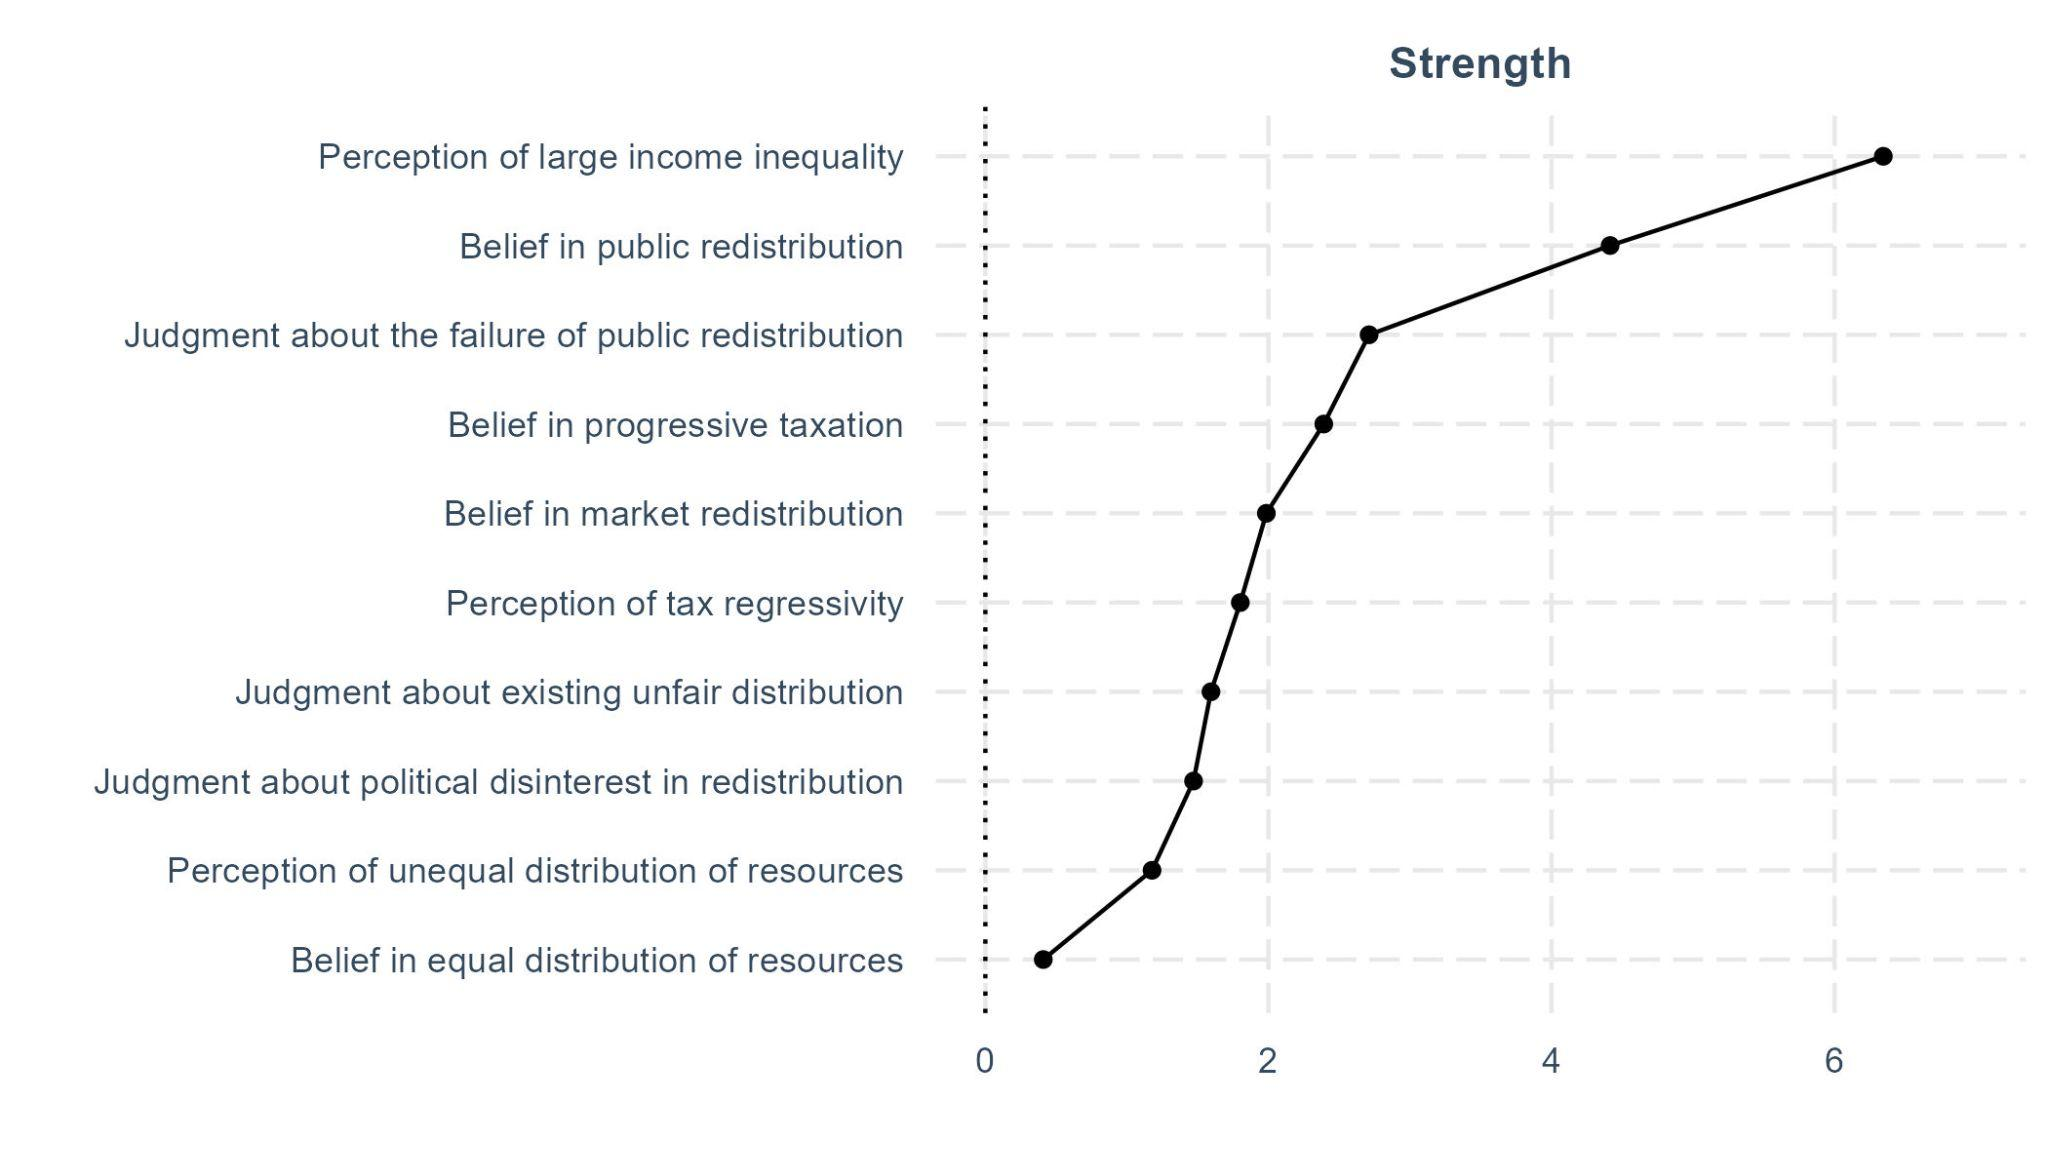 Strength
Perception of large income inequality
Belief in public redistribution
Judgment about the failure of public redistribution
Belief in progressive taxation
Belief in market redistribution
Perception of tax regressivity
Judgment about existing unfair distribution
Judgment about political disinterest in redistribution
Perception of unequal distribution of resources
Belief in equal distribution of resources
0 2 4 6